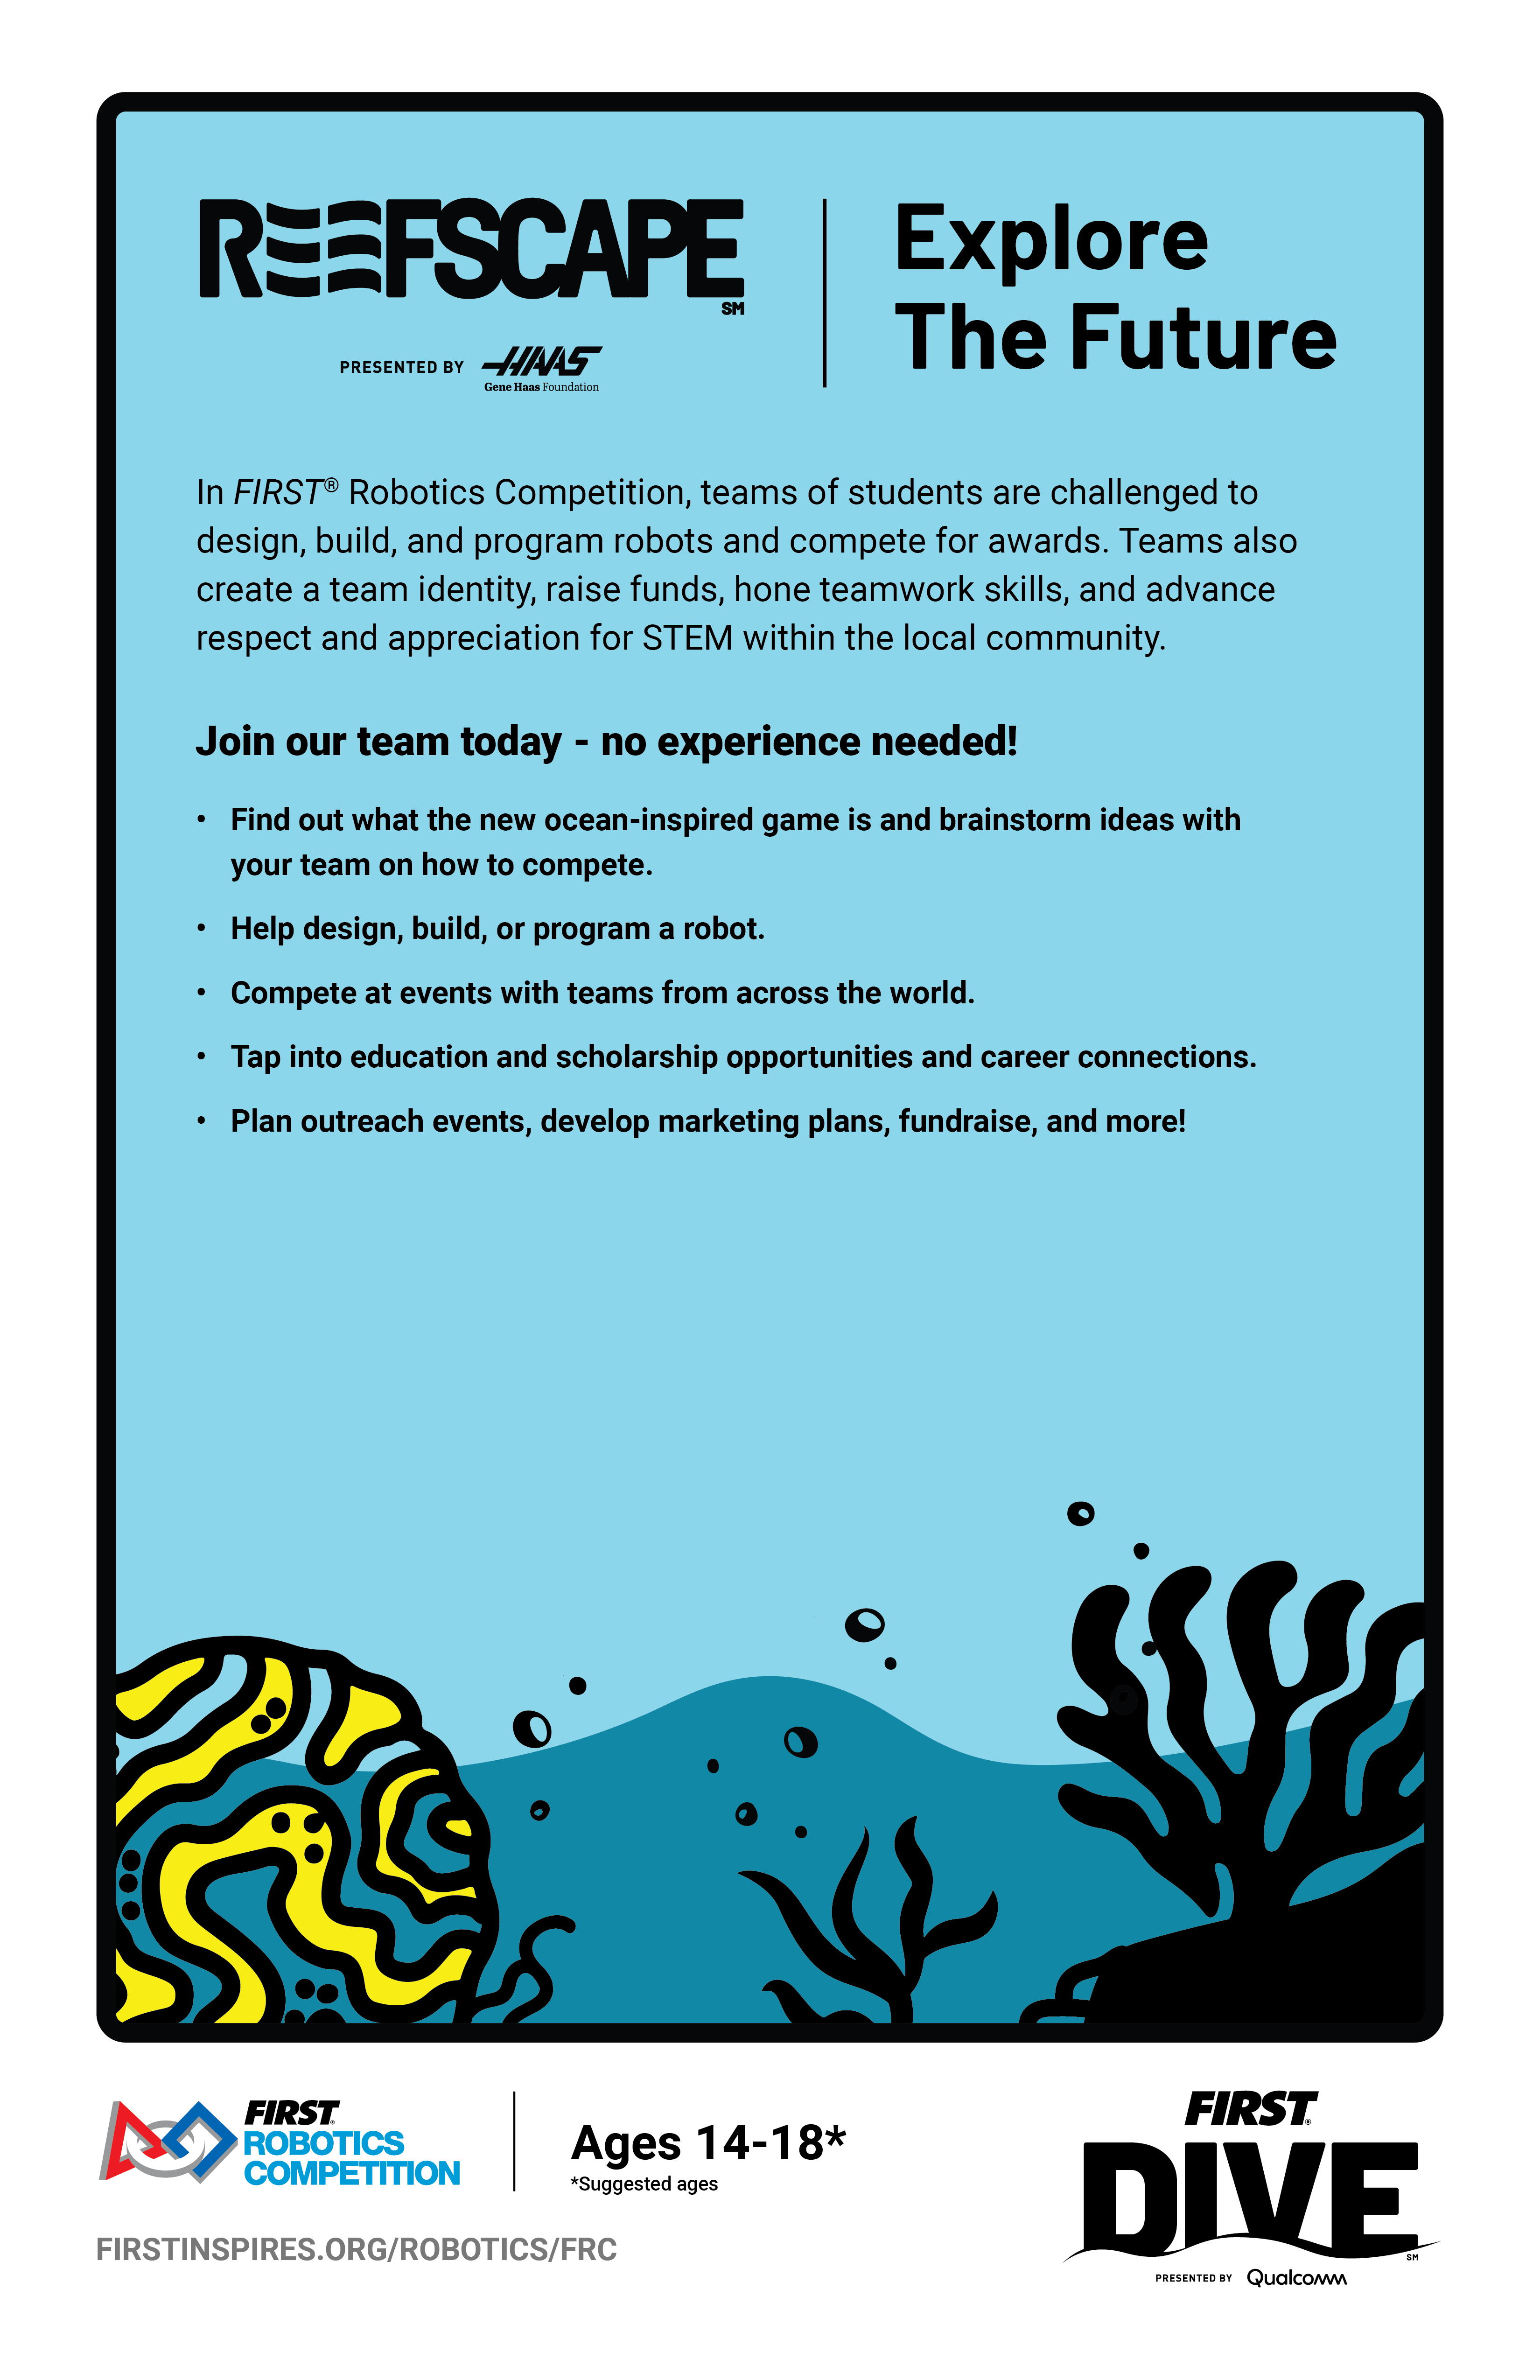 REEFSCAPE
SM
PRESENTED BY HAAS
Gene Haas Foundation
Explore
The Future
In FIRST® Robotics Competition, teams of students are challenged to
design, build, and program robots and compete for awards. Teams also
create a team identity, raise funds, hone teamwork skills, and advance
respect and appreciation for STEM within the local community.
Join our team today - no experience needed!
• Find out what the new ocean-inspired game is and brainstorm ideas with
your team on how to compete.
• Help design, build, or program a robot.
• Compete at events with teams from across the world.
• Tap into education and scholarship opportunities and career connections.
• Plan outreach events, develop marketing plans, fundraise, and more!
FIRST®
ROBOTICS
COMPETITION
Ages 14-18*
*Suggested ages
FIRSTINSPIRES.ORG/ROBOTICS/FRC
FIRST®
DIVE
SM
PRESENTED BY Qualcomm